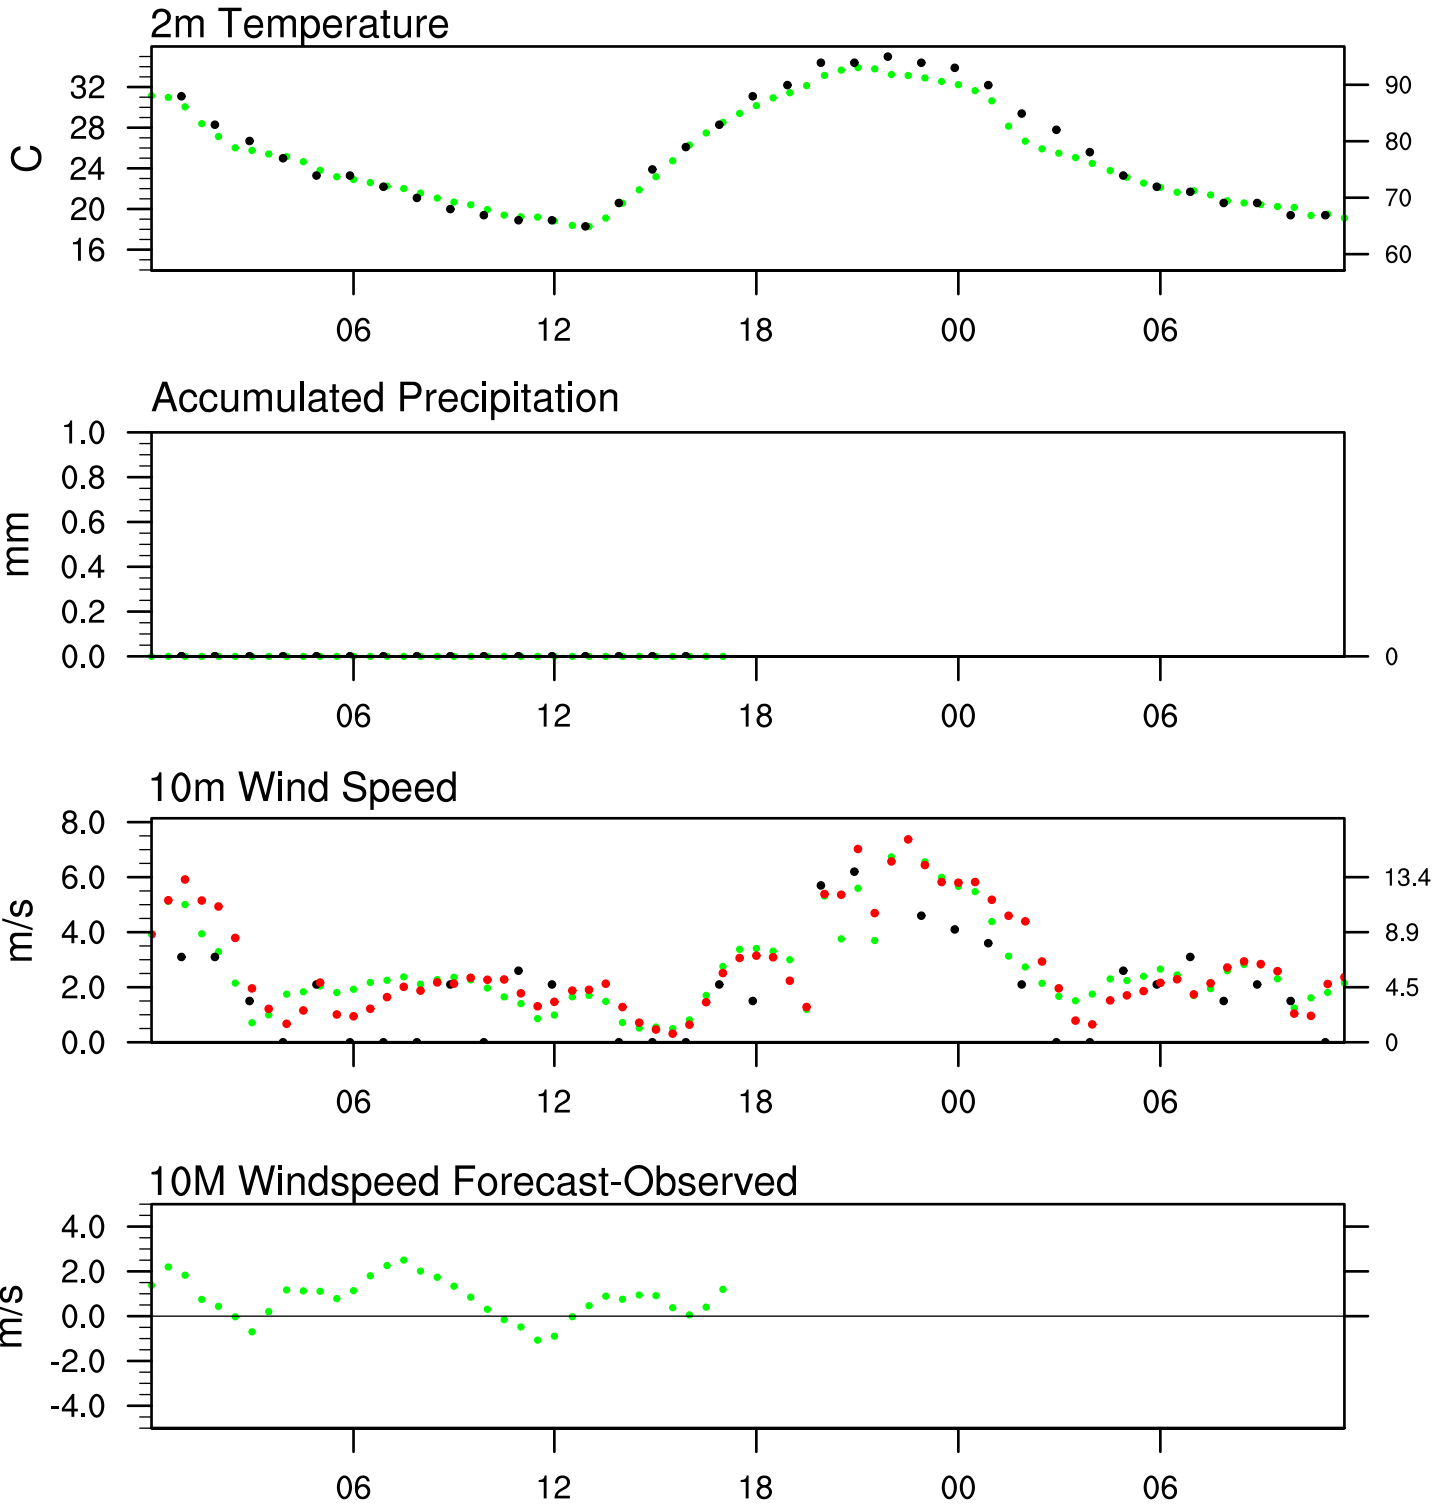 2m Temperature
C
32
28
24
20
16
90
80
70
60
06 12 18 00 06
Accumulated Precipitation
mm
1.0
0.8
0.6
0.4
0.2
0.0
0
06 12 18 00 06
10m Wind Speed
m/s
8.0
6.0
4.0
2.0
0.0
13.4
8.9
4.5
0
06 12 18 00 06
10M Windspeed Forecast-Observed
m/s
4.0
2.0
0.0
-2.0
-4.0
06 12 18 00 06